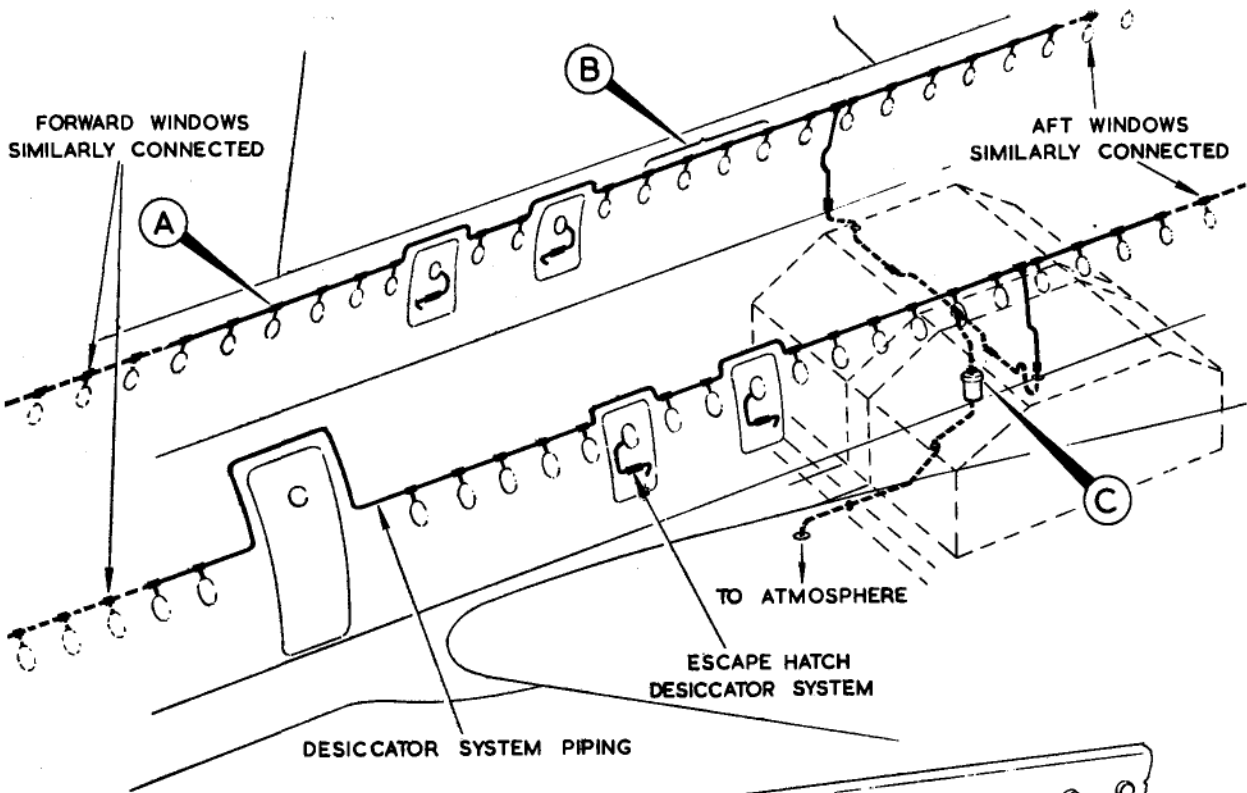 B
FORWARD WINDOWS
SIMILARLY CONNECTED
AFT WINDOWS
SIMILARLY CONNECTED
A
C
TO ATMOSPHERE
ESCAPE HATCH
DESICCATOR SYSTEM
DESICCATOR SYSTEM PIPING